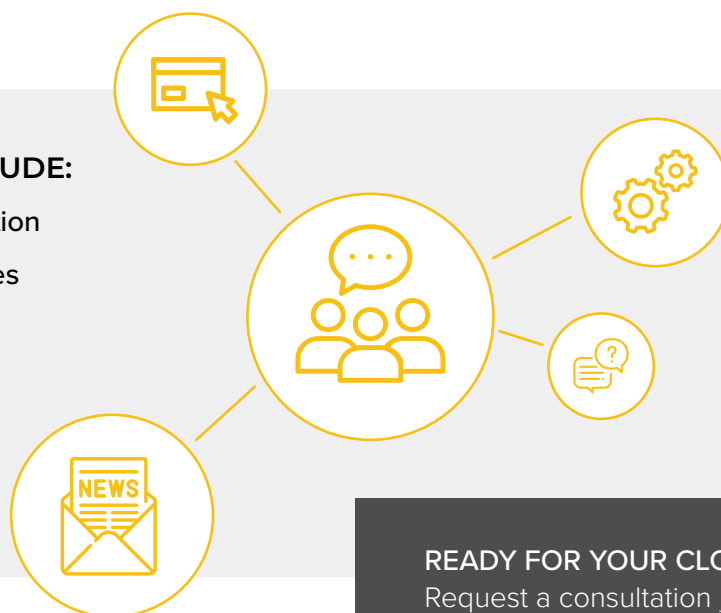 UDE:
ion
es
NEWS
?
READY FOR YOUR CLO
Request a consultation